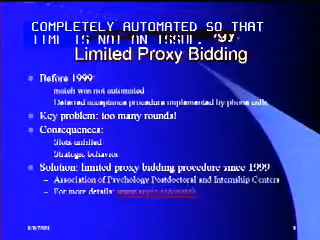 COMPLETELY AUTOMATED SO THAT
TIME IS NOT AN ISSUE.
Limited Proxy Bidding
Before 1999
match was not automated
Deferred acceptance procedure implemented by phone calls
Key problem: too many rounds!
Consequences:
Slots unfilled
Strategic behavior
Solution: limited proxy bidding procedure since 1999
– Association of Psychology Postdoctoral and Internship Centers
– For more details: